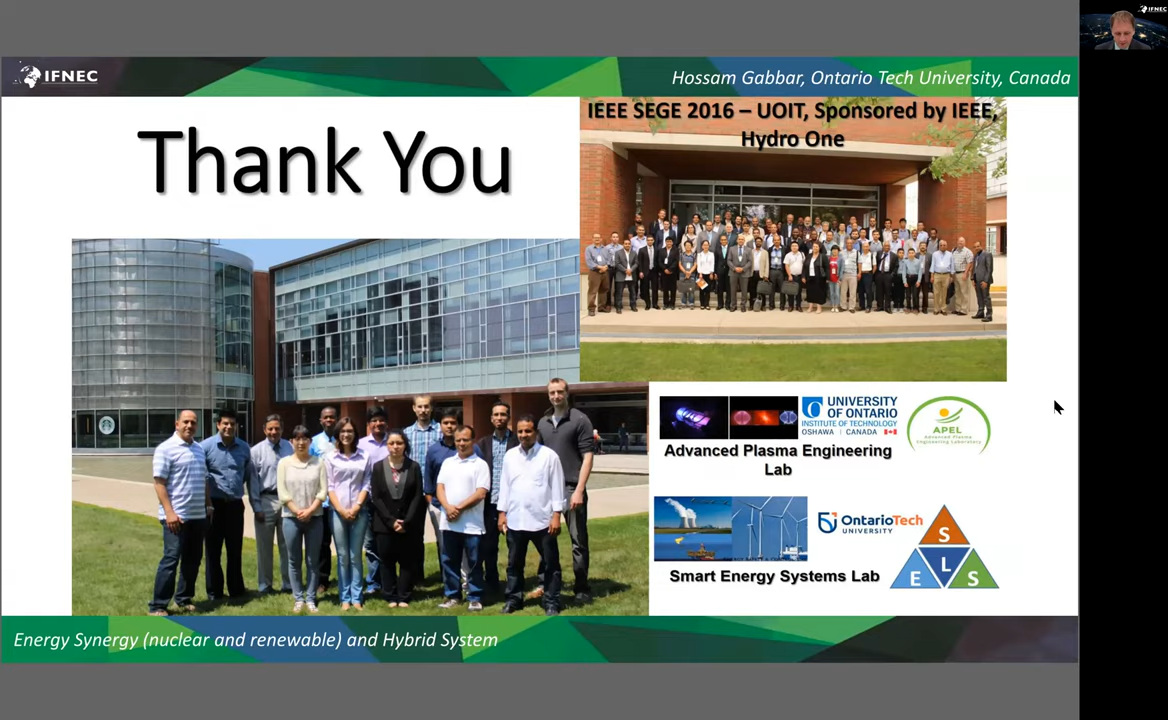 IFNEC
IFNEC
Hossam Gabbar, Ontario Tech University, Canada
Thank You
IEEE SEGE 2016 – UOIT, Sponsored by IEEE,
Hydro One
UNIVERSITY
OF ONTARIO
INSTITUTE OF TECHNOLOGY
OSHAWA | CANADA
APEL
Advanced Plasma
Engineering Laboratory
Advanced Plasma Engineering
Lab
OntarioTech
UNIVERSITY
S
L
E S
Smart Energy Systems Lab
Energy Synergy (nuclear and renewable) and Hybrid System